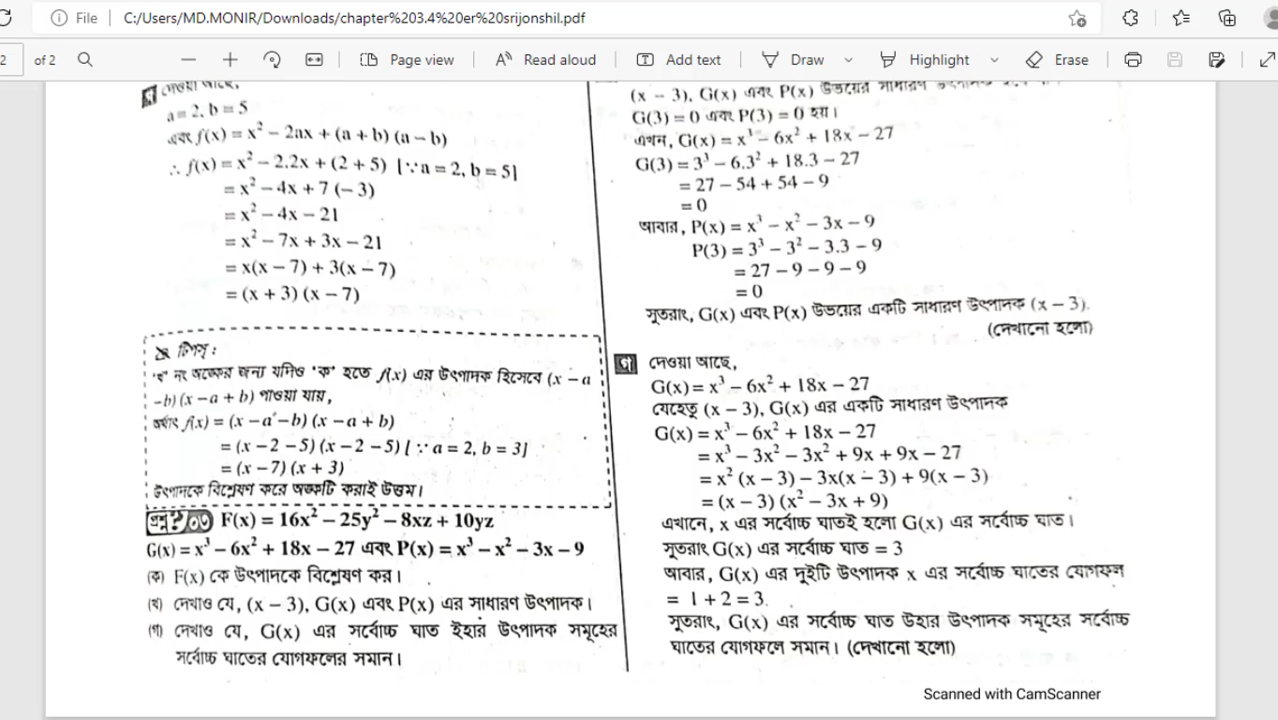 File
C:/Users/MD.MONIR/Downloads/chapter%203.4%20er%20srijonshil.pdf
2 of 2
Page view
Read aloud
Add text
Draw
Highlight
Erase
a = 2, b = 5
এবং f(x) = x² – 2ax + (a + b) (a – b)
∴ f(x) = x² – 2.2x + (2 + 5) [∵a = 2, b = 5]
= x² – 4x + 7 (– 3)
= x² – 4x – 21
= x² – 7x + 3x – 21
= x(x – 7) + 3(x – 7)
= (x + 3) (x – 7)
টিপস্ :
'খ' নং অঙ্কের জন্য যদিও 'ক' হতে f(x) এর উৎপাদক হিসেবে (x – a
–b) (x – a + b) পাওয়া যায়,
অর্থাৎ f(x) = (x – a – b) (x – a + b)
= (x – 2 – 5) (x – 2 – 5) [ ∵ a = 2, b = 3]
= (x – 7) (x + 3)
উৎপাদকে বিশ্লেষণ করে অঙ্কটি করাই উত্তম।
প্রশ্ন ০৩ F(x) = 16x² – 25y² – 8xz + 10yz
G(x) = x³ – 6x² + 18x – 27 এবং P(x) = x³ – x² – 3x – 9
(ক) F(x) কে উৎপাদকে বিশ্লেষণ কর।
(খ) দেখাও যে, (x – 3), G(x) এবং P(x) এর সাধারণ উৎপাদক।
(গ) দেখাও যে, G(x) এর সর্বোচ্চ ঘাত ইহার উৎপাদক সমূহের
সর্বোচ্চ ঘাতের যোগফলের সমান।
(x – 3), G(x) এবং P(x) উভয়ের সাধারণ
G(3) = 0 এবং P(3) = 0 হয়।
এখন, G(x) = x³ – 6x² + 18x – 27
G(3) = 3³ – 6.3² + 18.3 – 27
= 27 – 54 + 54 – 9
= 0
আবার, P(x) = x³ – x² – 3x – 9
P(3) = 3³ – 3² – 3.3 – 9
= 27 – 9 – 9 – 9
= 0
সুতরাং, G(x) এবং P(x) উভয়ের একটি সাধারণ উৎপাদক (x – 3).
(দেখানো হলো)
গ দেওয়া আছে,
G(x) = x³ – 6x² + 18x – 27
যেহেতু (x – 3), G(x) এর একটি সাধারণ উৎপাদক
G(x) = x³ – 6x² + 18x – 27
= x³ – 3x² – 3x² + 9x + 9x – 27
= x² (x – 3) – 3x(x – 3) + 9(x – 3)
= (x – 3) (x² – 3x + 9)
এখানে, x এর সর্বোচ্চ ঘাতই হলো G(x) এর সর্বোচ্চ ঘাত।
সুতরাং G(x) এর সর্বোচ্চ ঘাত = 3
আবার, G(x) এর দুইটি উৎপাদক x এর সর্বোচ্চ ঘাতের যোগফল
= 1 + 2 = 3.
সুতরাং, G(x) এর সর্বোচ্চ ঘাত উহার উৎপাদক সমূহের সর্বোচ্চ
ঘাতের যোগফলে সমান। (দেখানো হলো)
Scanned with CamScanner